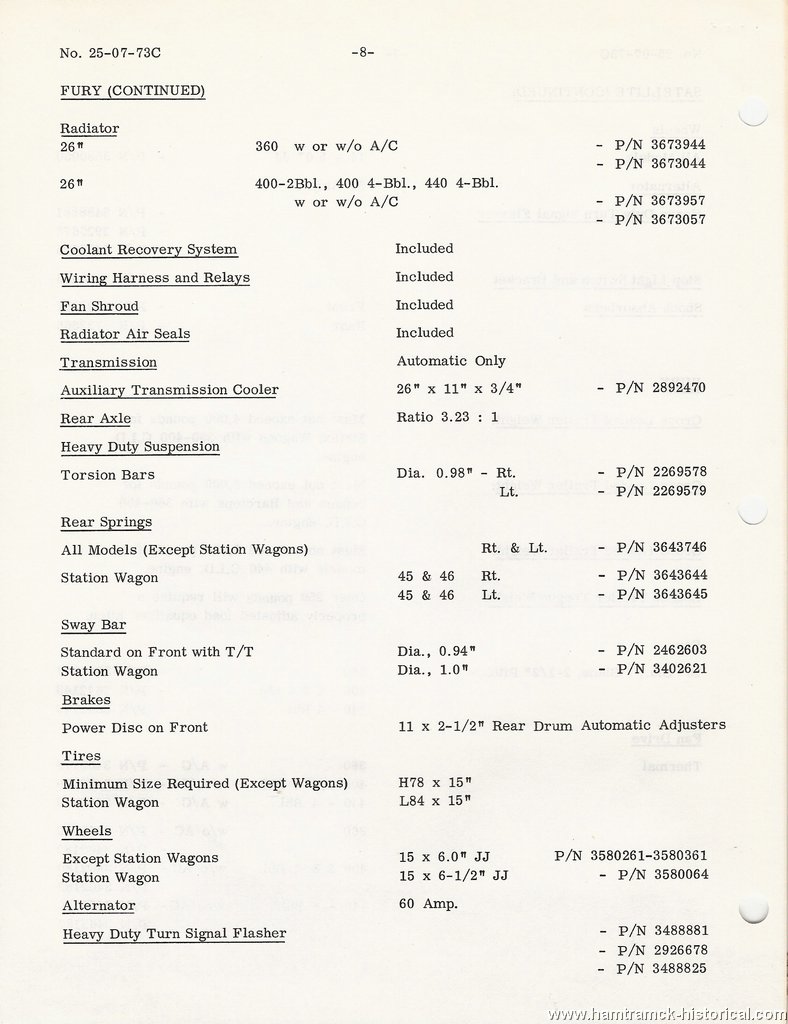 No. 25-07-73C -8-
FURY (CONTINUED)
Radiator
26" 360 w or w/o A/C - P/N 3673944
- P/N 3673044
26" 400-2Bbl., 400 4-Bbl., 440 4-Bbl.
w or w/o A/C - P/N 3673957
- P/N 3673057
Coolant Recovery System Included
Wiring Harness and Relays Included
Fan Shroud Included
Radiator Air Seals Included
Transmission Automatic Only
Auxiliary Transmission Cooler 26" x 11" x 3/4" - P/N 2892470
Rear Axle Ratio 3.23 : 1
Heavy Duty Suspension
Torsion Bars Dia. 0.98" - Rt. - P/N 2269578
Lt. - P/N 2269579
Rear Springs
All Models (Except Station Wagons) Rt. & Lt. - P/N 3643746
Station Wagon 45 & 46 Rt. - P/N 3643644
45 & 46 Lt. - P/N 3643645
Sway Bar
Standard on Front with T/T Dia., 0.94" - P/N 2462603
Station Wagon Dia., 1.0" - P/N 3402621
Brakes
Power Disc on Front 11 x 2-1/2" Rear Drum Automatic Adjusters
Tires
Minimum Size Required (Except Wagons) H78 x 15"
Station Wagon L84 x 15"
Wheels
Except Station Wagons 15 x 6.0" JJ P/N 3580261-3580361
Station Wagon 15 x 6-1/2" JJ - P/N 3580064
Alternator 60 Amp.
Heavy Duty Turn Signal Flasher - P/N 3488881
- P/N 2926678
- P/N 3488825
www.hamtramck-historical.com